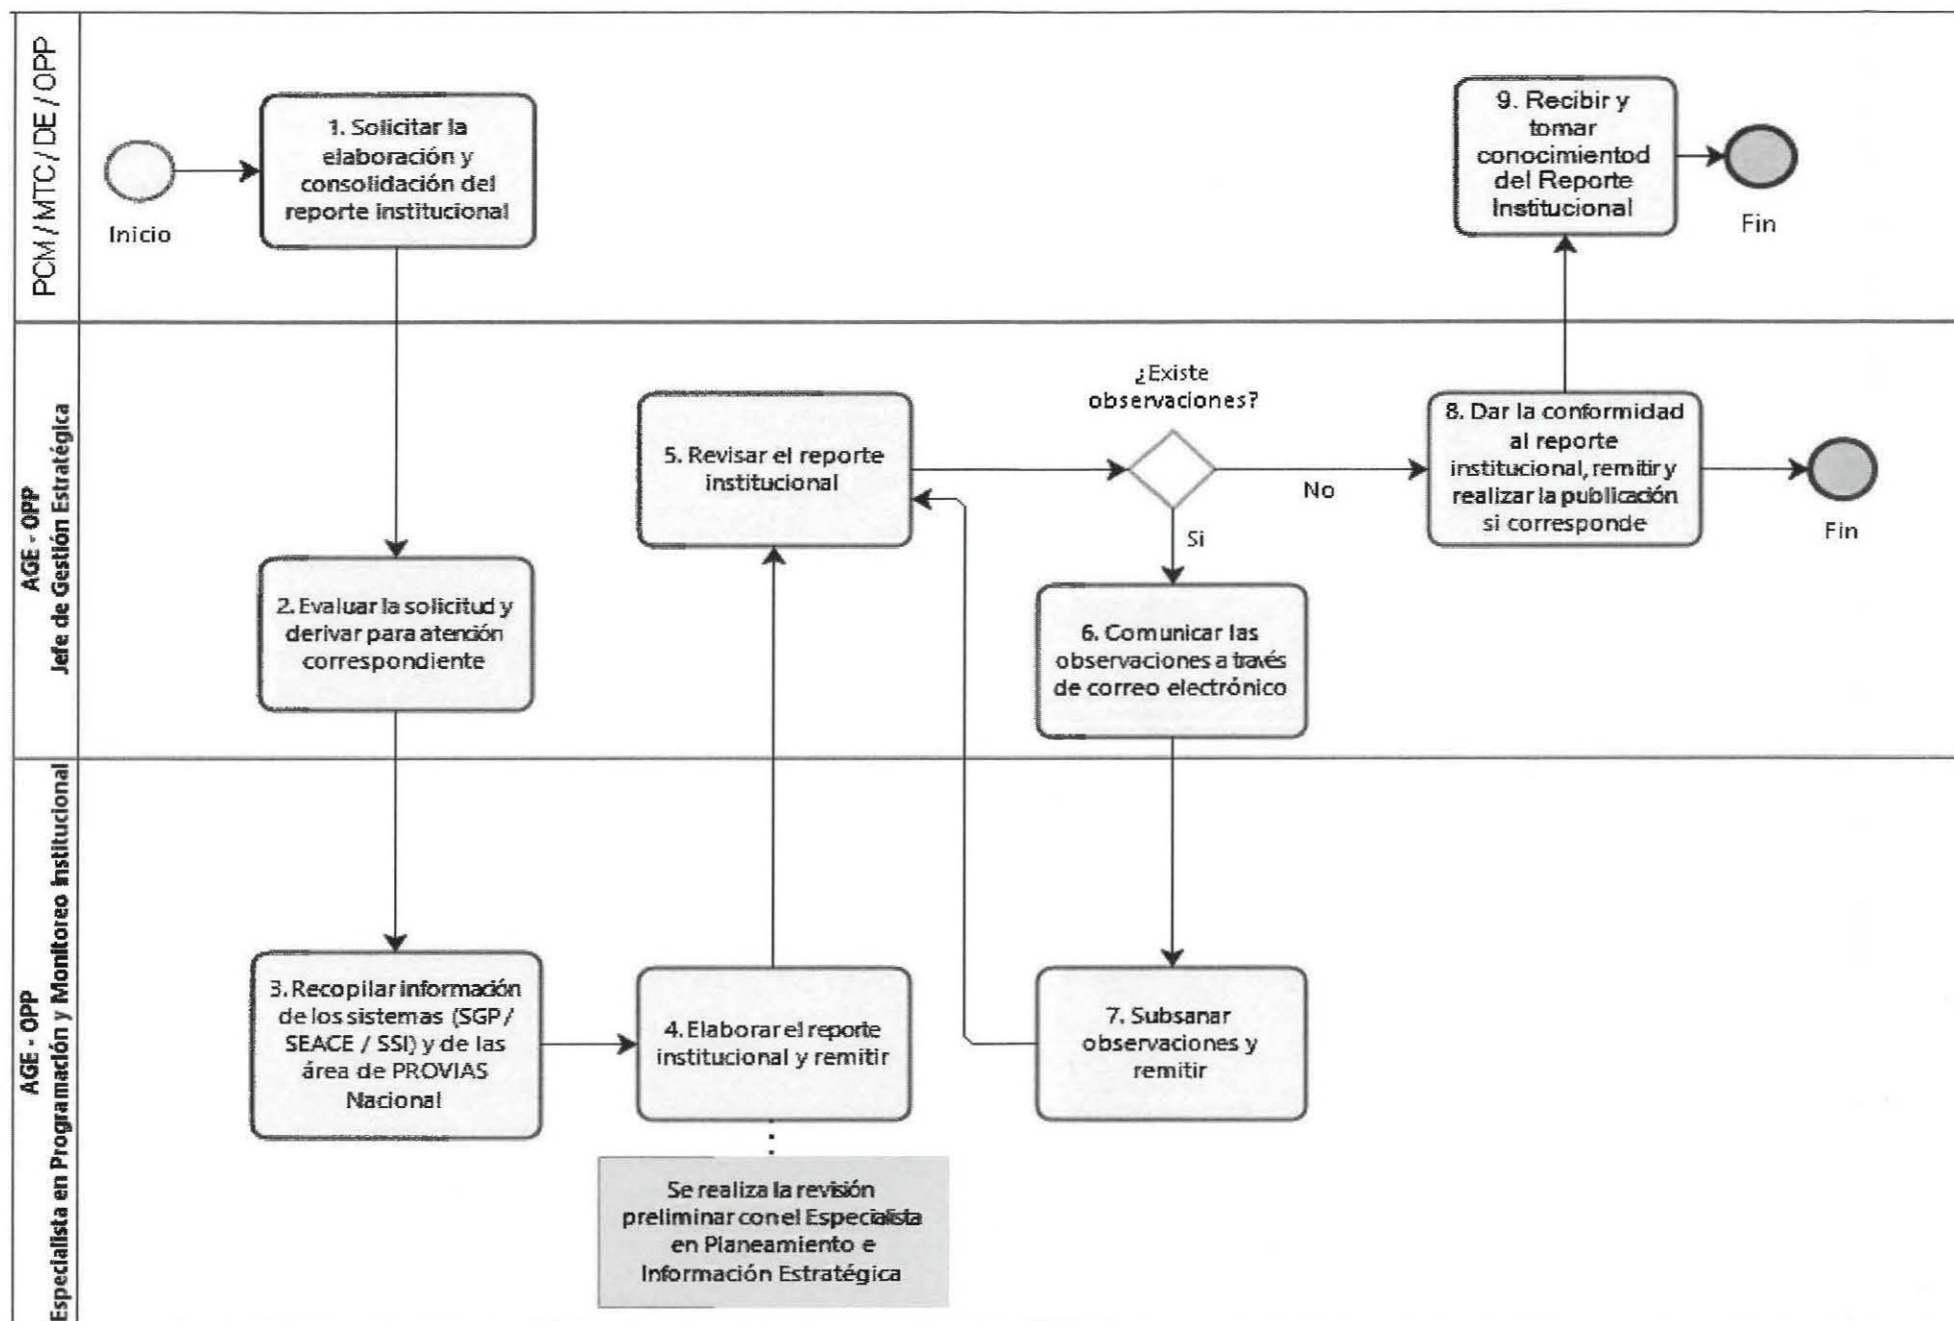 PCM / MTC / DE / OPP
Inicio
1. Solicitar la
elaboración y
consolidación del
reporte institucional
9. Recibir y
tomar
conocimientod
del Reporte
Institucional
Fin
AGE - OPP
Jefe de Gestión Estratégica
2. Evaluar la solicitud y
derivar para atención
correspondiente
5. Revisar el reporte
institucional
¿Existe
observaciones?
No
Si
6. Comunicar las
observaciones a través
de correo electrónico
8. Dar la conformidad
al reporte
institucional, remitir y
realizar la publicación
si corresponde
Fin
AGE - OPP
Especialista en Programación y Monitoreo Institucional
3. Recopilar información
de los sistemas (SGP /
SEACE / SSI) y de las
área de PROVIAS
Nacional
4. Elaborar el reporte
institucional y remitir
7. Subsanar
observaciones y
remitir
Se realiza la revisión
preliminar con el Especialista
en Planeamiento e
Información Estratégica